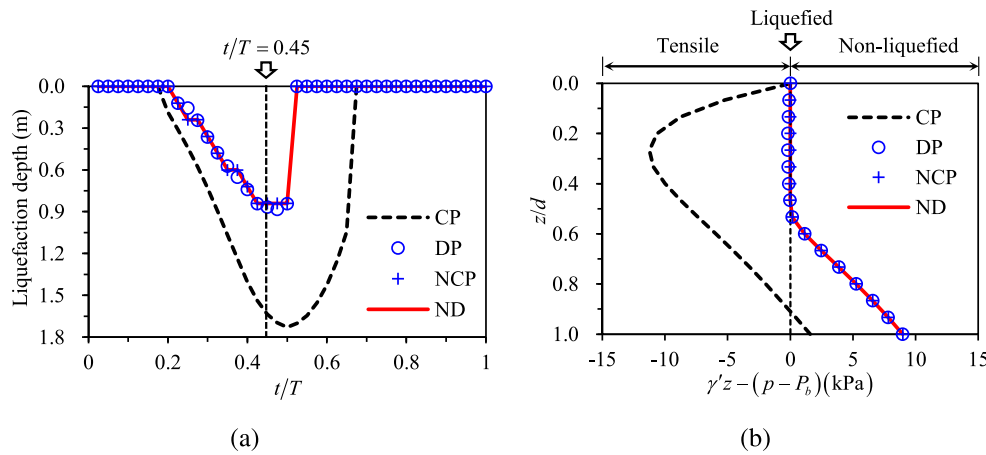 t/T = 0.45
0.0
0.3
0.6
0.9
1.2
1.5
1.8
Liquefaction depth (m)
CP
DP
NCP
ND
0 0.2 0.4 0.6 0.8 1
t/T
(a)
Liquefied
Tensile Non-liquefied
0.0
0.2
0.4
0.6
0.8
1.0
z/d
CP
DP
NCP
ND
-15 -10 -5 0 5 10 15
γ′z−(p−P_b)(kPa)
(b)